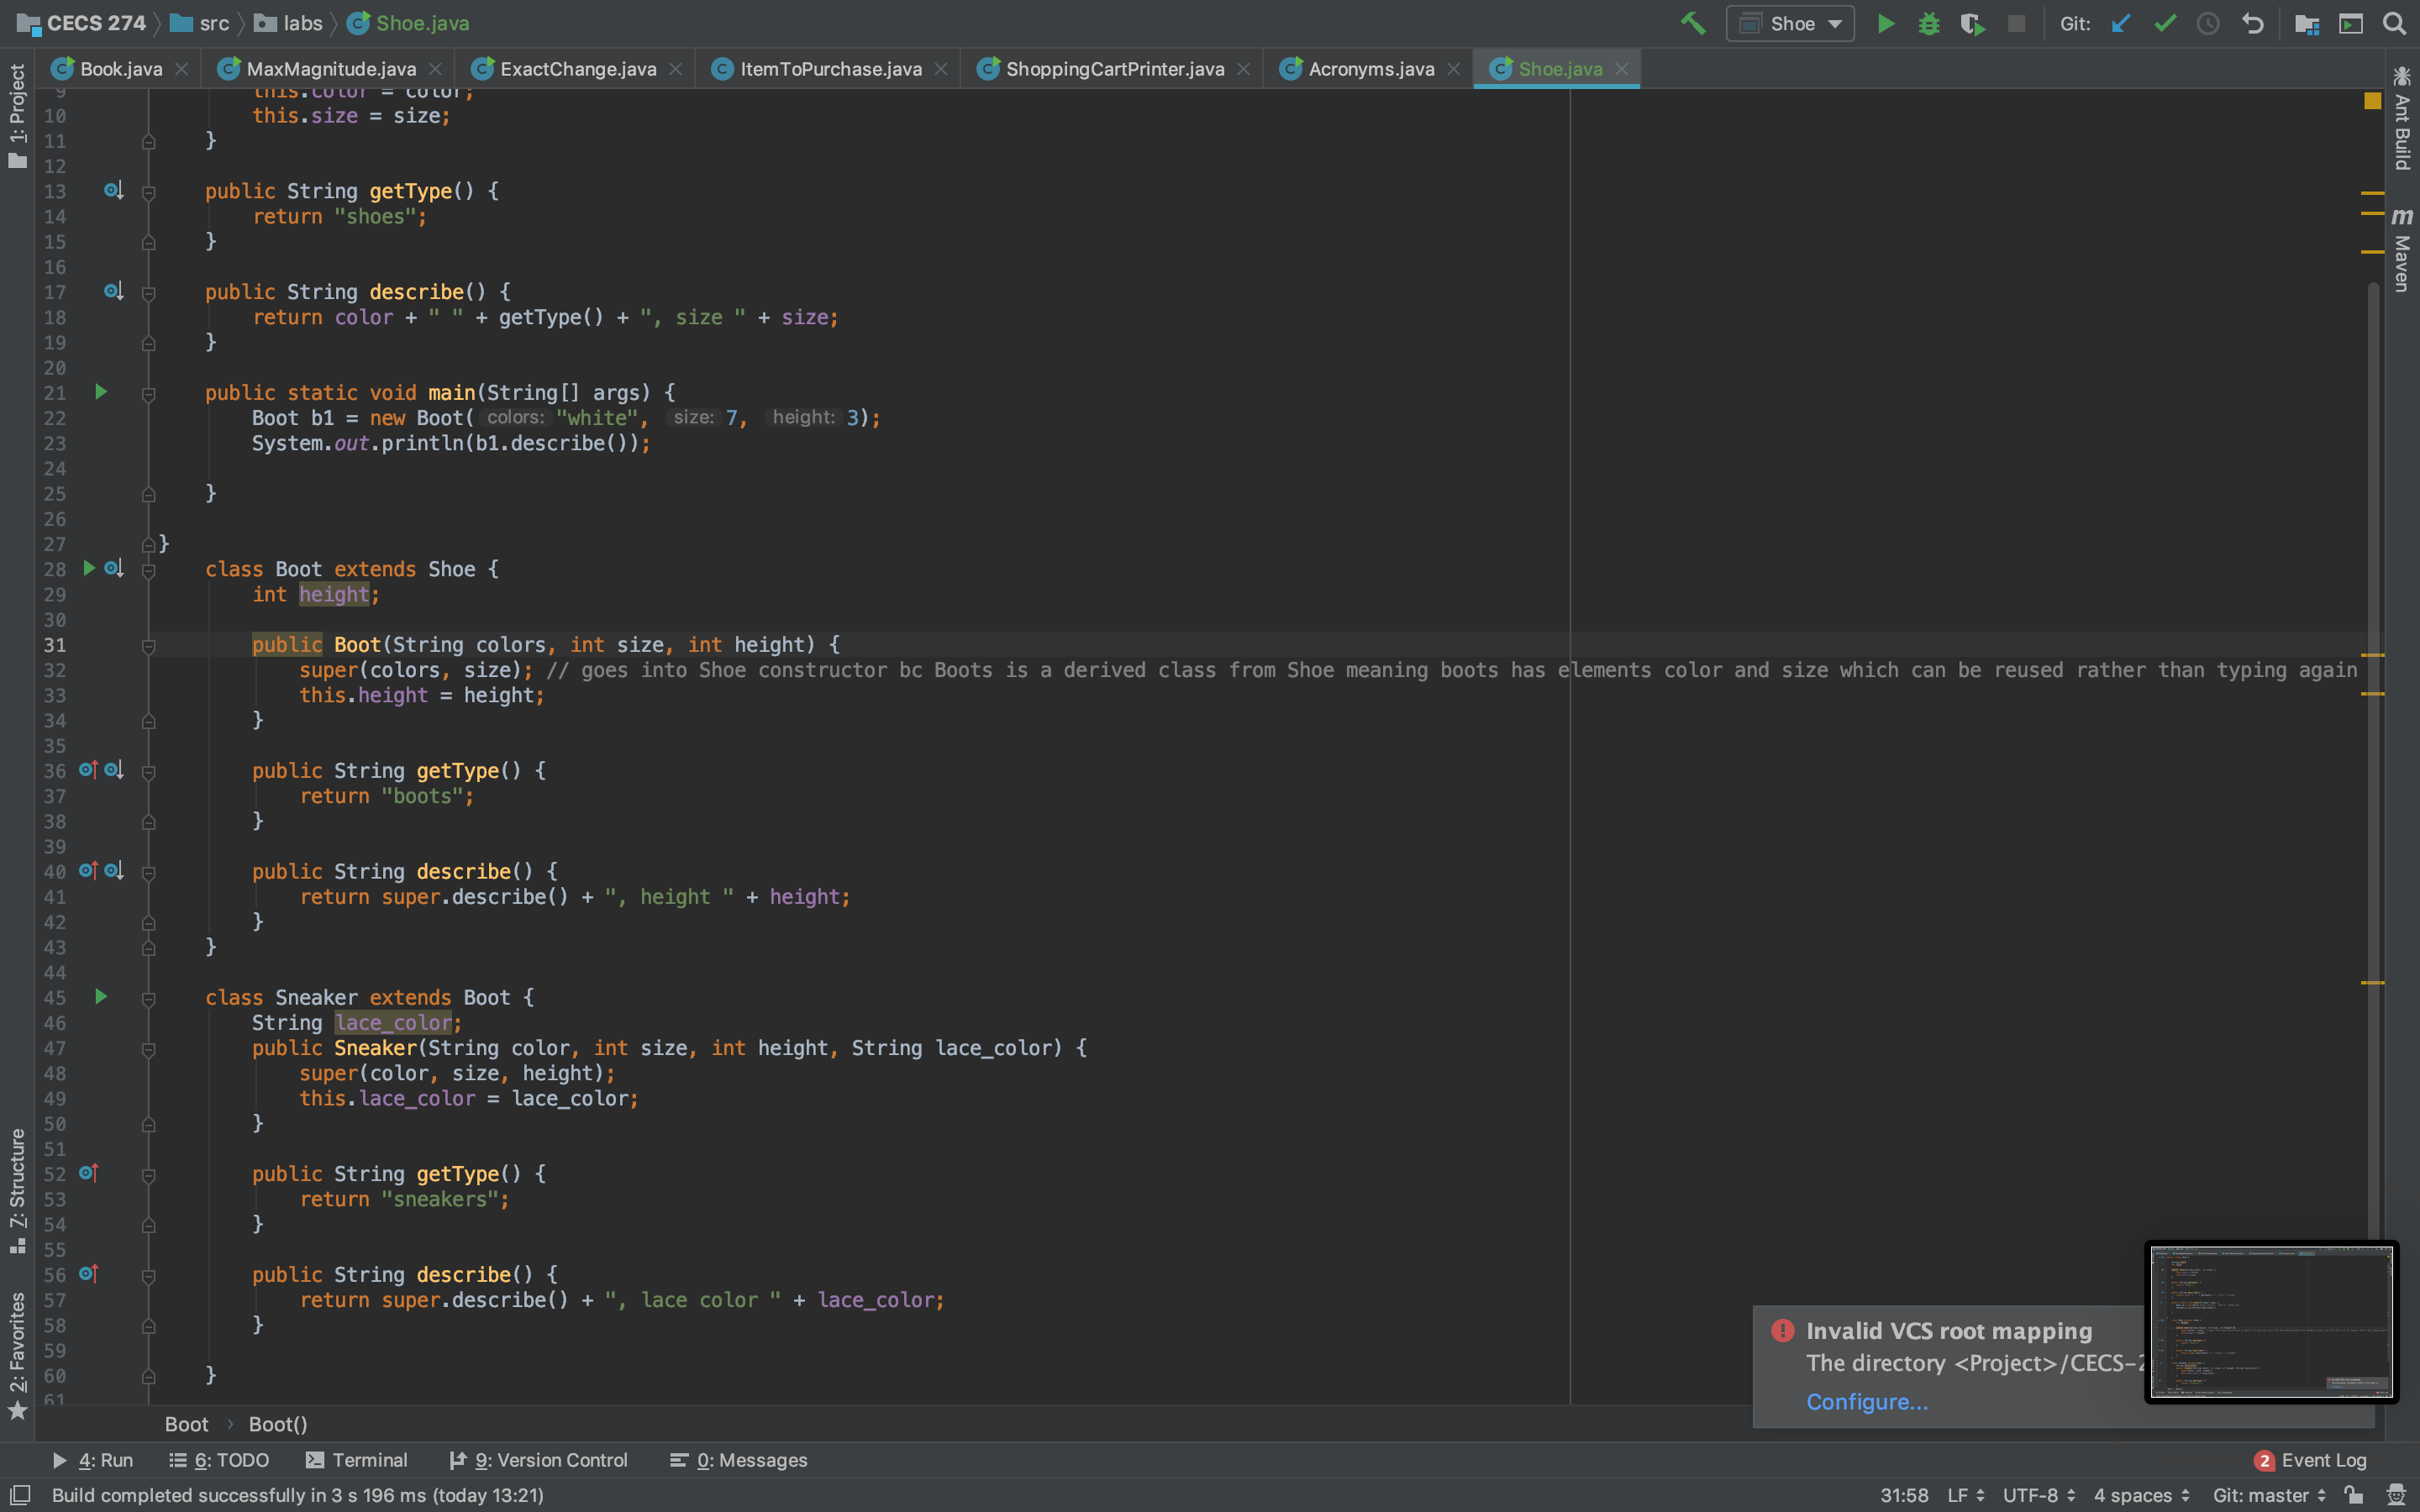 CECS 274 src labs Shoe.java Shoe Git:
Book.java MaxMagnitude.java ExactChange.java ItemToPurchase.java ShoppingCartPrinter.java Acronyms.java Shoe.java
1: Project
7: Structure
2: Favorites
Ant Build
m Maven
9 this.color = color;
10 this.size = size;
11 }
12
13 public String getType() {
14 return "shoes";
15 }
16
17 public String describe() {
18 return color + " " + getType() + ", size " + size;
19 }
20
21 public static void main(String[] args) {
22 Boot b1 = new Boot( colors: "white", size: 7, height: 3);
23 System.out.println(b1.describe());
24
25 }
26
27 }
28 class Boot extends Shoe {
29 int height;
30
31 public Boot(String colors, int size, int height) {
32 super(colors, size); // goes into Shoe constructor bc Boots is a derived class from Shoe meaning boots has elements color and size which can be reused rather than typing again
33 this.height = height;
34 }
35
36 public String getType() {
37 return "boots";
38 }
39
40 public String describe() {
41 return super.describe() + ", height " + height;
42 }
43 }
44
45 class Sneaker extends Boot {
46 String lace_color;
47 public Sneaker(String color, int size, int height, String lace_color) {
48 super(color, size, height);
49 this.lace_color = lace_color;
50 }
51
52 public String getType() {
53 return "sneakers";
54 }
55
56 public String describe() {
57 return super.describe() + ", lace color " + lace_color;
58 }
59
60 }
61
Invalid VCS root mapping
The directory <Project>/CECS-2
Configure...
Boot Boot()
4: Run 6: TODO Terminal 9: Version Control 0: Messages 2 Event Log
Build completed successfully in 3 s 196 ms (today 13:21) 31:58 LF UTF-8 4 spaces Git: master